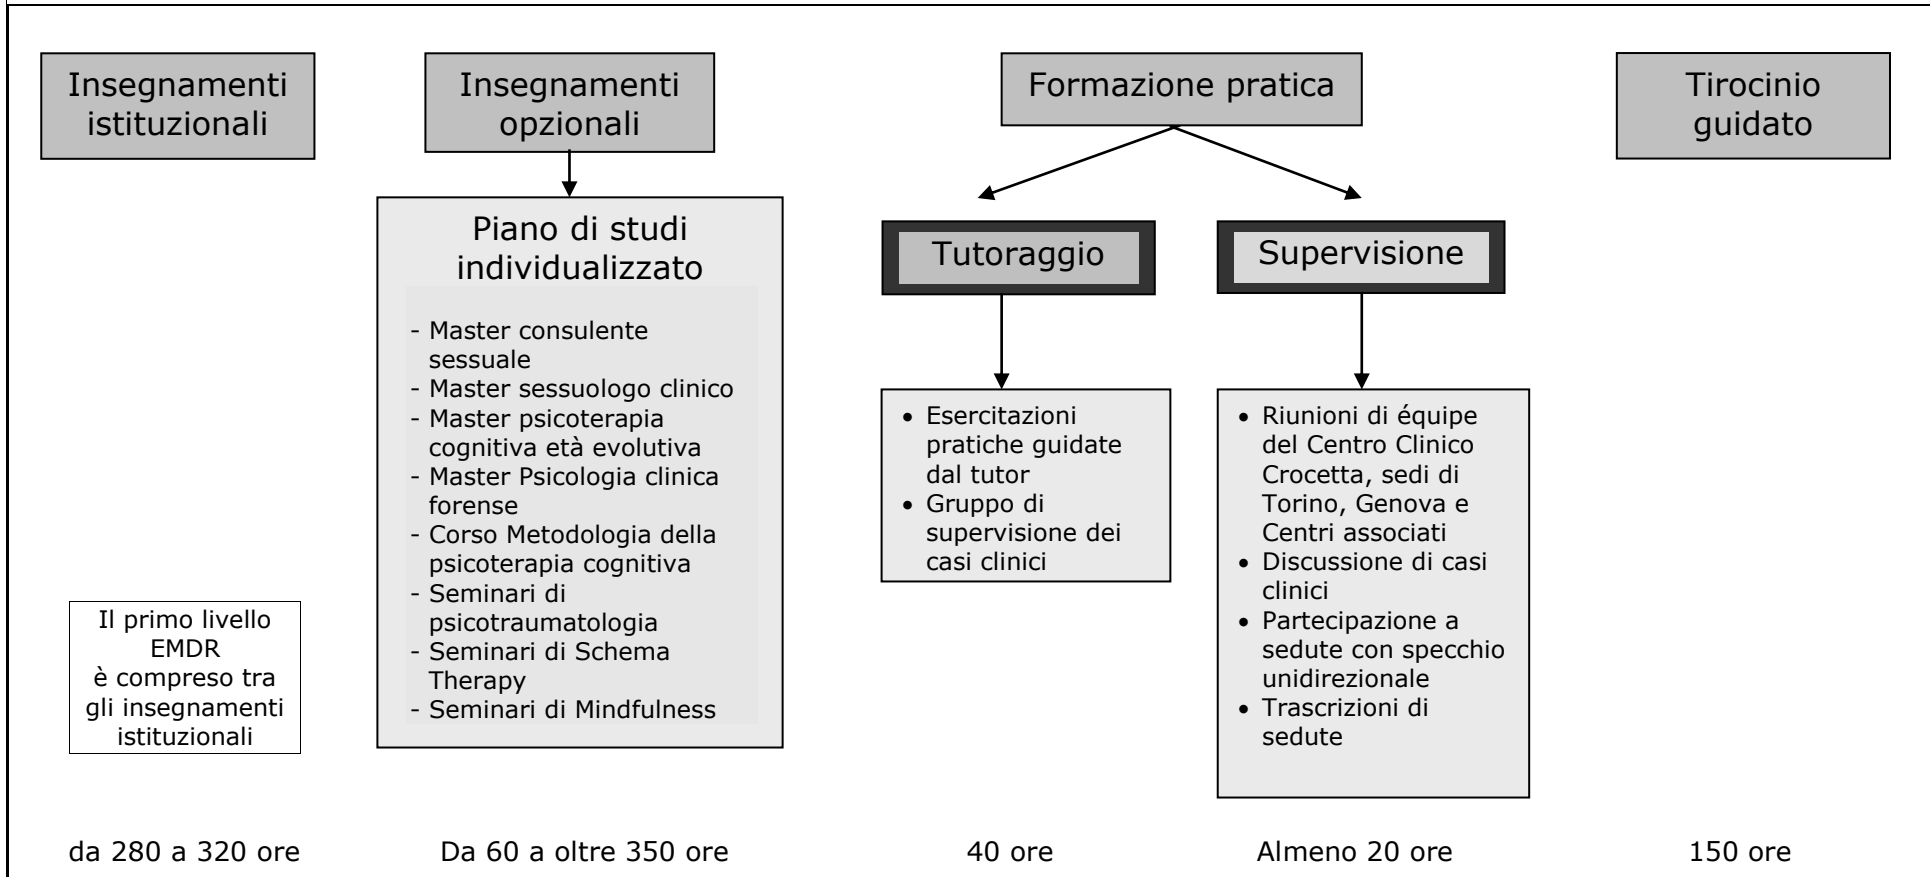 Insegnamenti
istituzionali
Insegnamenti
opzionali
Formazione pratica
Tirocinio
guidato
Piano di studi
individualizzato
- Master consulente
sessuale
- Master sessuologo clinico
- Master psicoterapia
cognitiva età evolutiva
- Master Psicologia clinica
forense
- Corso Metodologia della
psicoterapia cognitiva
- Seminari di
psicotraumatologia
- Seminari di Schema
Therapy
- Seminari di Mindfulness
Tutoraggio
Supervisione
• Esercitazioni
pratiche guidate
dal tutor
• Gruppo di
supervisione dei
casi clinici
• Riunioni di équipe
del Centro Clinico
Crocetta, sedi di
Torino, Genova e
Centri associati
• Discussione di casi
clinici
• Partecipazione a
sedute con specchio
unidirezionale
• Trascrizioni di
sedute
Il primo livello
EMDR
è compreso tra
gli insegnamenti
istituzionali
da 280 a 320 ore
Da 60 a oltre 350 ore
40 ore
Almeno 20 ore
150 ore